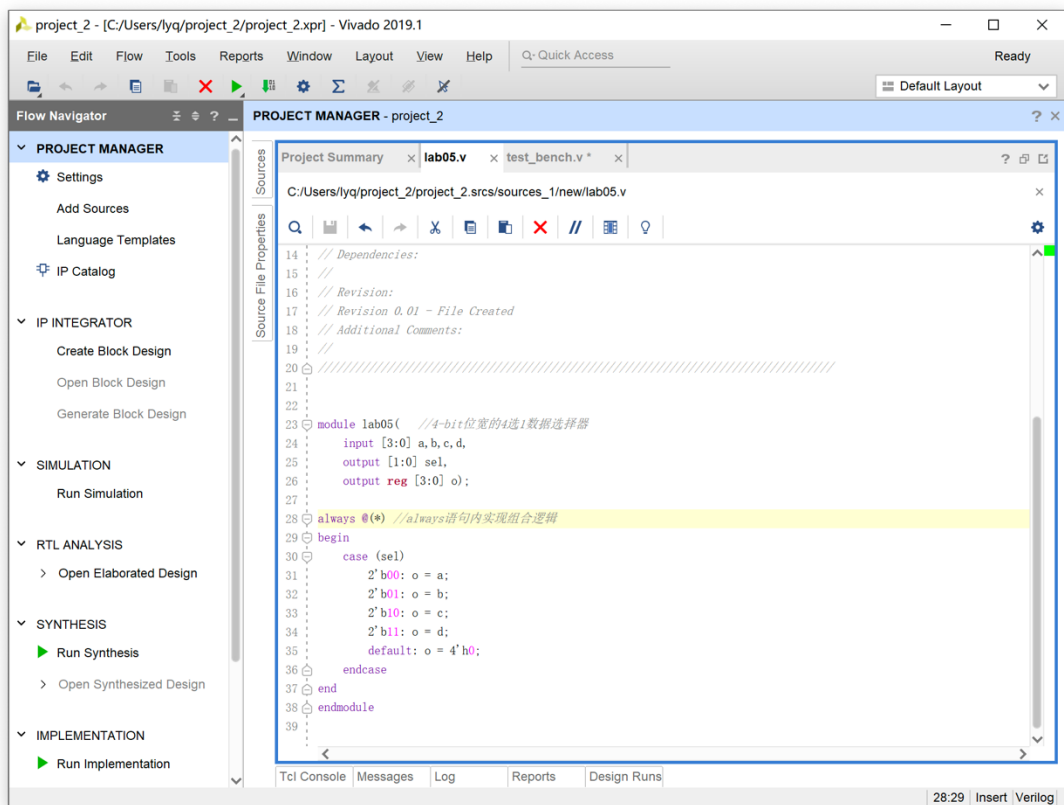 project_2 - [C:/Users/lyq/project_2/project_2.xpr] - Vivado 2019.1
File Edit Flow Tools Reports Window Layout View Help Q- Quick Access Ready
Default Layout
Flow Navigator
PROJECT MANAGER - project_2
PROJECT MANAGER
Settings
Add Sources
Language Templates
IP Catalog
IP INTEGRATOR
Create Block Design
Open Block Design
Generate Block Design
SIMULATION
Run Simulation
RTL ANALYSIS
Open Elaborated Design
SYNTHESIS
Run Synthesis
Open Synthesized Design
IMPLEMENTATION
Run Implementation
Sources
Source File Properties
Project Summary lab05.v test_bench.v *
C:/Users/lyq/project_2/project_2.srcs/sources_1/new/lab05.v
14 // Dependencies:
15 //
16 // Revision:
17 // Revision 0.01 - File Created
18 // Additional Comments:
19 //
20 //////////////////////////////////////////////////////////////////////////////////
21
22
23 module lab05( //4-bit位宽的4选1数据选择器
24 input [3:0] a,b,c,d,
25 output [1:0] sel,
26 output reg [3:0] o);
27
28 always @(*) //always语句内实现组合逻辑
29 begin
30 case (sel)
31 2'b00: o = a;
32 2'b01: o = b;
33 2'b10: o = c;
34 2'b11: o = d;
35 default: o = 4'h0;
36 endcase
37 end
38 endmodule
39
Tcl Console Messages Log Reports Design Runs
28:29 Insert Verilog